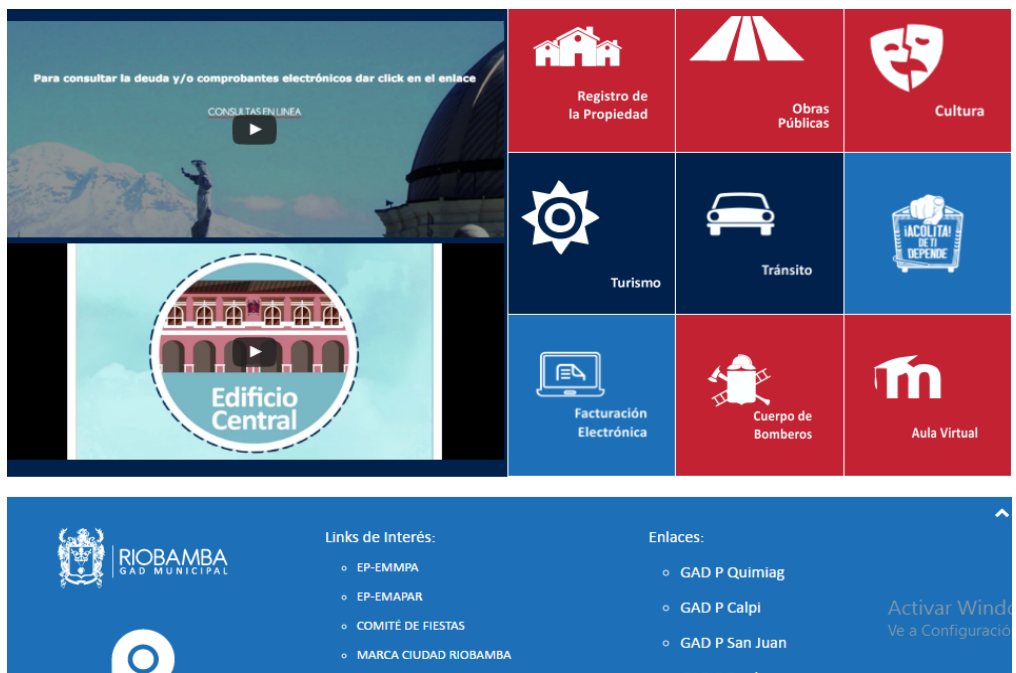 Para consultar la deuda y/o comprobantes electrónicos dar click en el enlace
CONSULTAS EN LINEA
Edificio
Central
Registro de
la Propiedad
Obras
Públicas
Cultura
Turismo
Tránsito
¡ACOLITA!
DE TI
DEPENDE
Facturación
Electrónica
Cuerpo de
Bomberos
m
Aula Virtual
RIOBAMBA
GAD MUNICIPAL
Links de Interés:
EP-EMMPA
EP-EMAPAR
COMITÉ DE FIESTAS
MARCA CIUDAD RIOBAMBA
Enlaces:
GAD P Quimiag
GAD P Calpi
GAD P San Juan
Activar Windo
Ve a Configuració